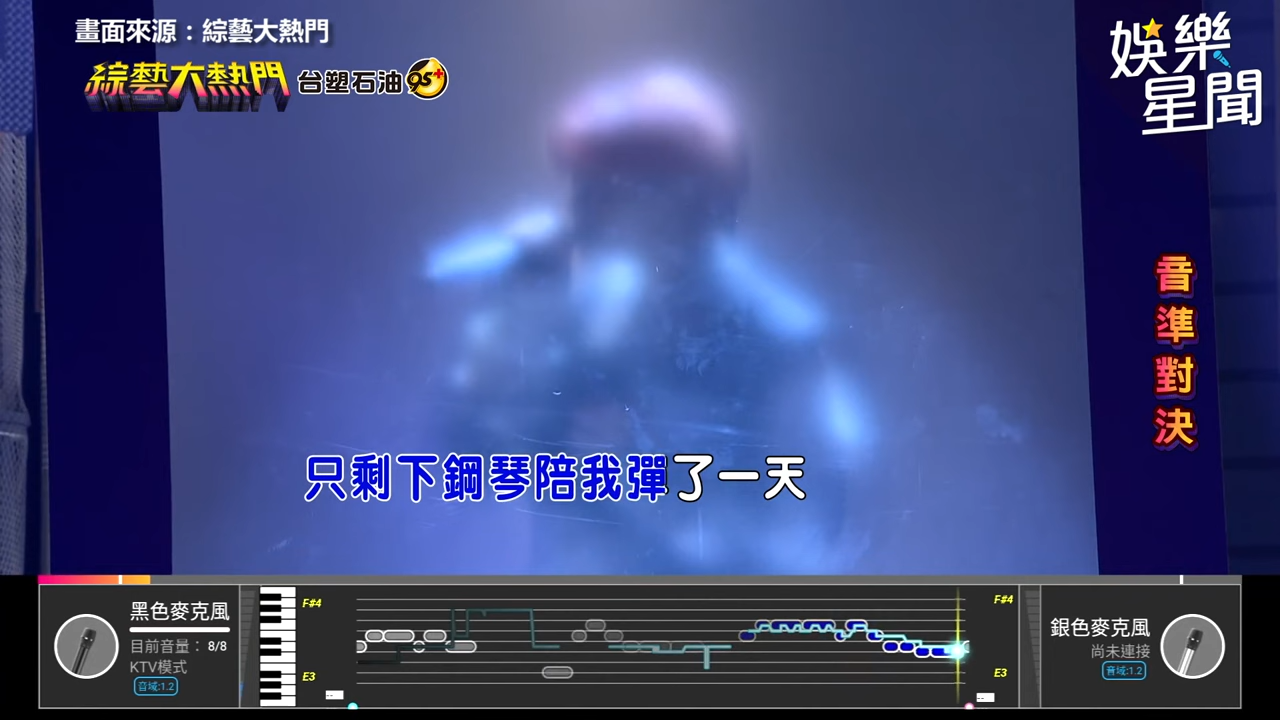 畫面來源：綜藝大熱門
綜藝大熱門 台塑石油 95+
娛樂星聞
音準對決
只剩下鋼琴陪我彈了一天
黑色麥克風
目前音量： 8/8
KTV模式
音域:1.2
F#4
E3
--
F#4
E3
--
銀色麥克風
尚未連接
音域:1.2